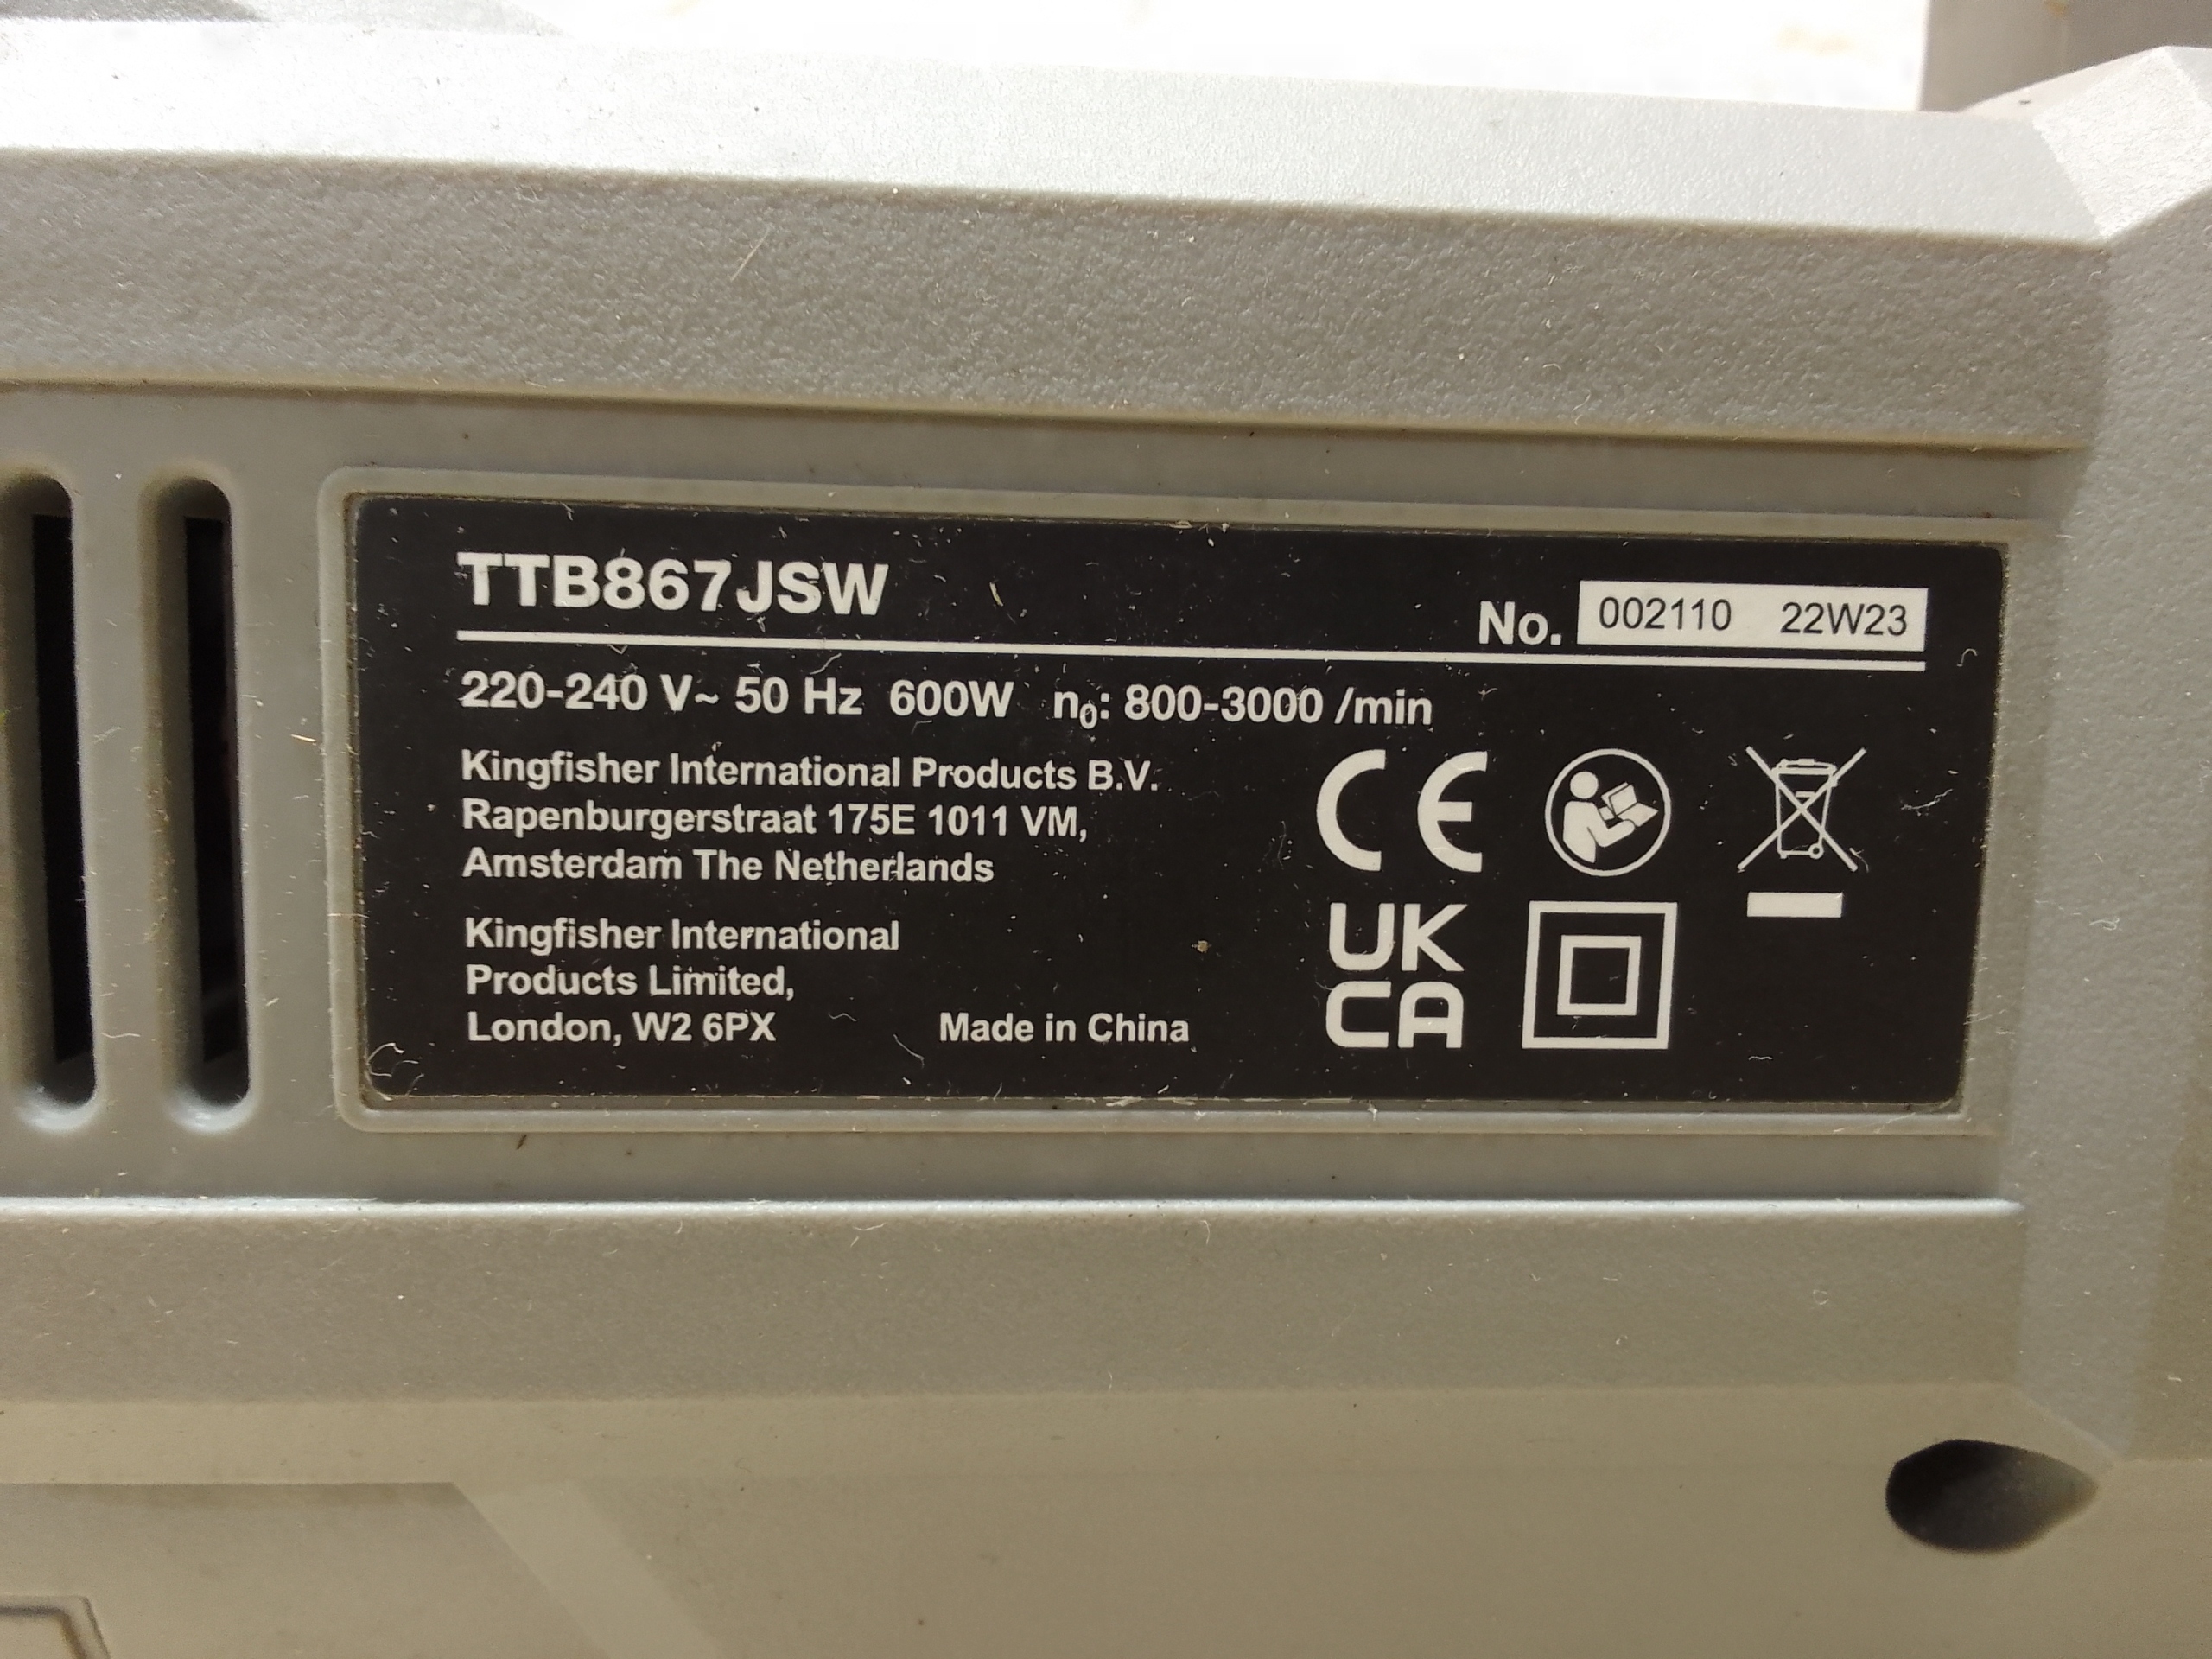 TTB867JSW
No. 002110 22W23
220-240 V~ 50 Hz 600W n₀: 800-3000 /min
Kingfisher International Products B.V.
Rapenburgerstraat 175E 1011 VM,
Amsterdam The Netherlands
Kingfisher International
Products Limited,
London, W2 6PX
Made in China
CE
UK
CA